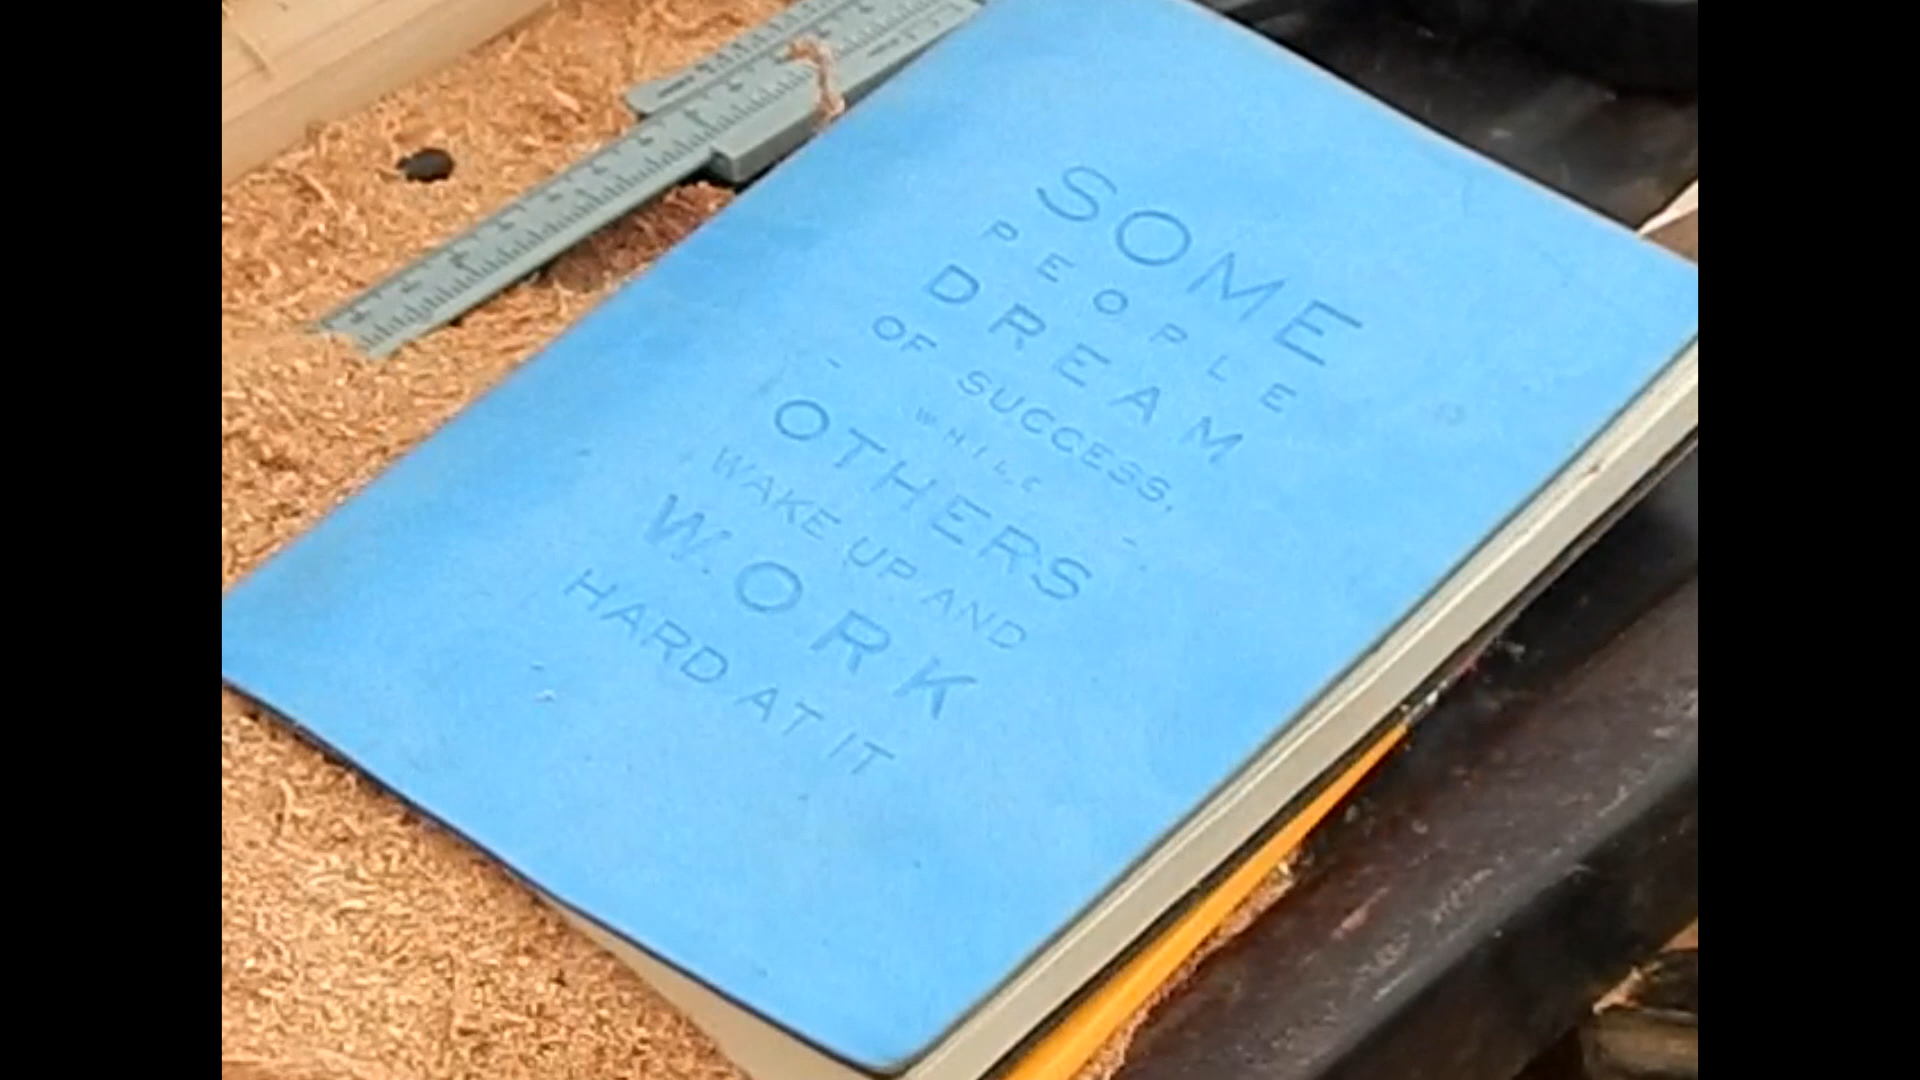 SOME
PEOPLE
DREAM
OF SUCCESS,
- WHILE -
OTHERS
WAKE UP AND
WORK
HARD AT IT